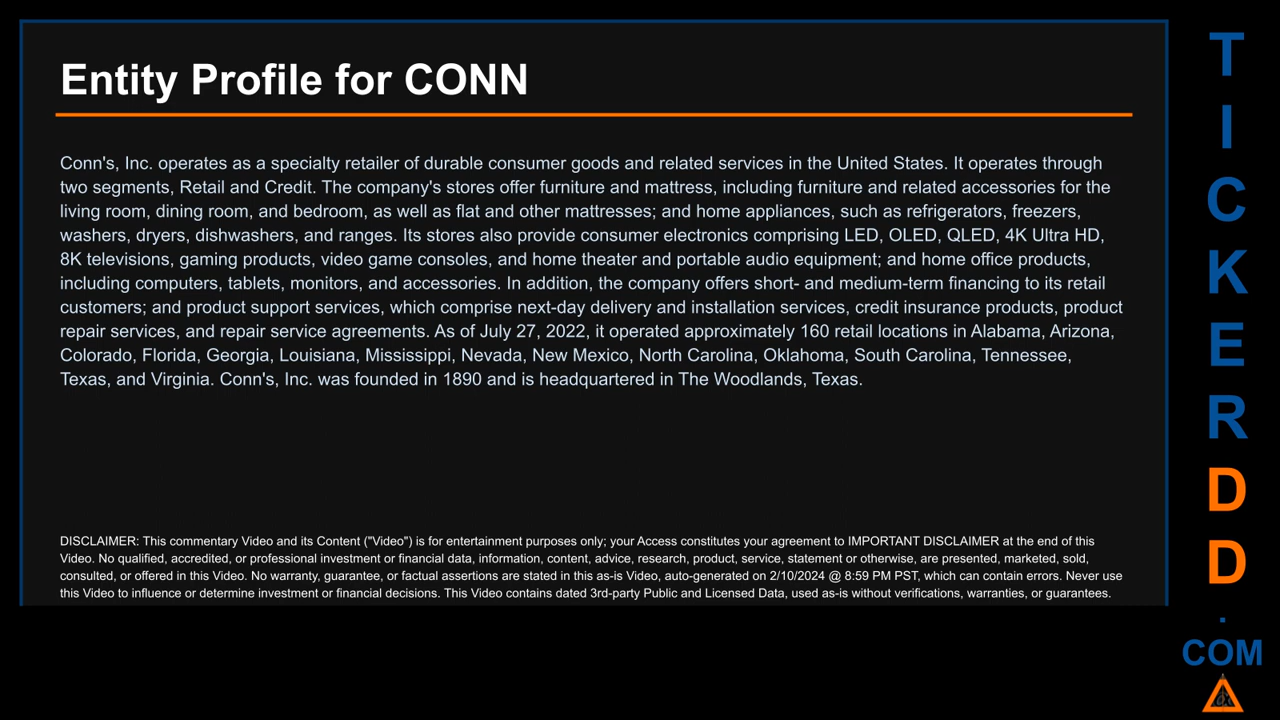 Entity Profile for CONN
Conn's, Inc. operates as a specialty retailer of durable consumer goods and related services in the United States. It operates through
two segments, Retail and Credit. The company's stores offer furniture and mattress, including furniture and related accessories for the
living room, dining room, and bedroom, as well as flat and other mattresses; and home appliances, such as refrigerators, freezers,
washers, dryers, dishwashers, and ranges. Its stores also provide consumer electronics comprising LED, OLED, QLED, 4K Ultra HD,
8K televisions, gaming products, video game consoles, and home theater and portable audio equipment; and home office products,
including computers, tablets, monitors, and accessories. In addition, the company offers short- and medium-term financing to its retail
customers; and product support services, which comprise next-day delivery and installation services, credit insurance products, product
repair services, and repair service agreements. As of July 27, 2022, it operated approximately 160 retail locations in Alabama, Arizona,
Colorado, Florida, Georgia, Louisiana, Mississippi, Nevada, New Mexico, North Carolina, Oklahoma, South Carolina, Tennessee,
Texas, and Virginia. Conn's, Inc. was founded in 1890 and is headquartered in The Woodlands, Texas.
DISCLAIMER: This commentary Video and its Content ("Video") is for entertainment purposes only; your Access constitutes your agreement to IMPORTANT DISCLAIMER at the end of this
Video. No qualified, accredited, or professional investment or financial data, information, content, advice, research, product, service, statement or otherwise, are presented, marketed, sold,
consulted, or offered in this Video. No warranty, guarantee, or factual assertions are stated in this as-is Video, auto-generated on 2/10/2024 @ 8:59 PM PST, which can contain errors. Never use
this Video to influence or determine investment or financial decisions. This Video contains dated 3rd-party Public and Licensed Data, used as-is without verifications, warranties, or guarantees.
T
I
C
K
E
R
D
D
.
COM